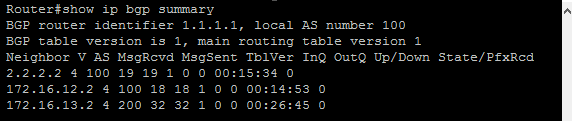 Router#show ip bgp summary
BGP router identifier 1.1.1.1, local AS number 100
BGP table version is 1, main routing table version 1
Neighbor V AS MsgRcvd MsgSent TblVer InQ OutQ Up/Down State/PfxRcd
2.2.2.2 4 100 19 19 1 0 0 00:15:34 0
172.16.12.2 4 100 18 18 1 0 0 00:14:53 0
172.16.13.2 4 200 32 32 1 0 0 00:26:45 0